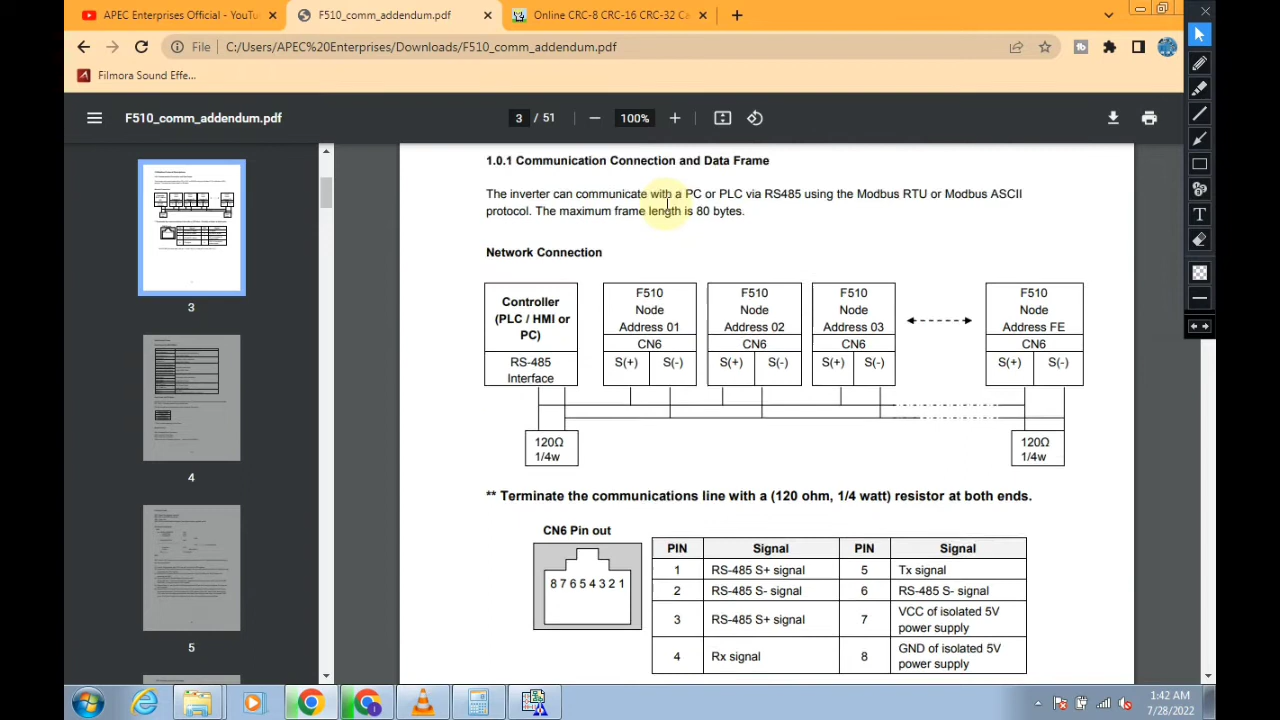 APEC Enterprises Official - YouTu
F510_comm_addendum.pdf
Online CRC-8 CRC-16 CRC-32 Ca
File
C:/Users/APEC%20Enterprises/Downloads/F510_comm_addendum.pdf
Filmora Sound Effe...
F510_comm_addendum.pdf
3 / 51
100%
3
4
5
1.0.1 Communication Connection and Data Frame
The inverter can communicate with a PC or PLC via RS485 using the Modbus RTU or Modbus ASCII
protocol. The maximum frame length is 80 bytes.
Network Connection
Controller
(PLC / HMI or
PC)
RS-485
Interface
F510
Node
Address 01
CN6
S(+) S(-)
F510
Node
Address 02
CN6
S(+) S(-)
F510
Node
Address 03
CN6
S(+) S(-)
F510
Node
Address FE
CN6
S(+) S(-)
120Ω
1/4w
120Ω
1/4w
** Terminate the communications line with a (120 ohm, 1/4 watt) resistor at both ends.
CN6 Pin out
8 7 6 5 4 3 2 1
PIN Signal PIN Signal
1 RS-485 S+ signal 5 Tx signal
2 RS-485 S- signal 6 RS-485 S- signal
3 RS-485 S+ signal 7 VCC of isolated 5V
power supply
4 Rx signal 8 GND of isolated 5V
power supply
T
1:42 AM
7/28/2022